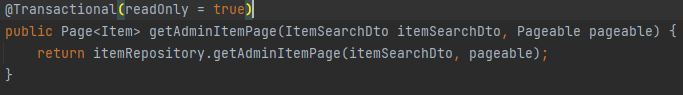 @Transactional(readOnly = true)
public Page<Item> getAdminItemPage(ItemSearchDto itemSearchDto, Pageable pageable) {
    return itemRepository.getAdminItemPage(itemSearchDto, pageable);
}